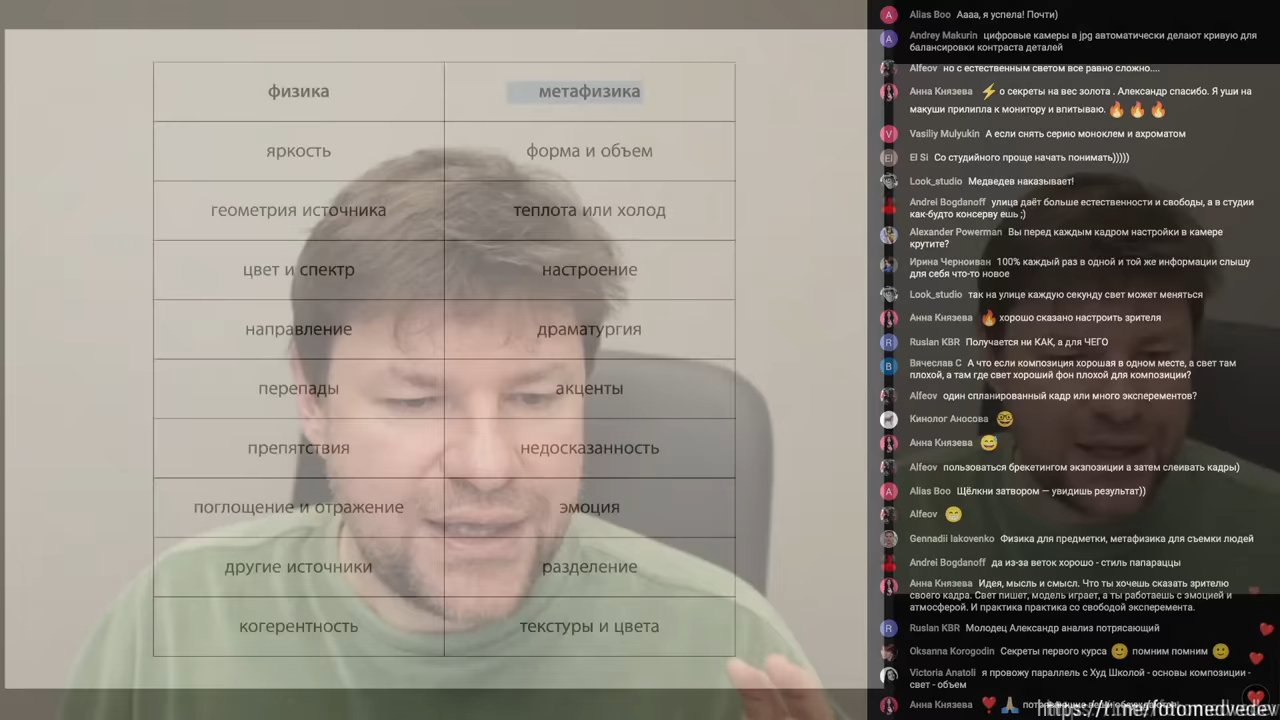 физика метафизика
яркость форма и объем
геометрия источника теплота или холод
цвет и спектр настроение
направление драматургия
перепады акценты
препятствия недосказанность
поглощение и отражение эмоция
другие источники разделение
когерентность текстуры и цвета
Alias Boo Аааа, я успела! Почти)
Andrey Makurin цифровые камеры в jpg автоматически делают кривую для
балансировки контраста деталей
Alfeov но с естественным светом все равно сложно....
Анна Князева ⚡ о секреты на вес золота . Александр спасибо. Я уши на
макуши прилипла к монитору и впитываю. 🔥 🔥 🔥
Vasiliy Mulyukin А если снять серию моноклем и ахроматом
El Si Со студийного проще начать понимать)))))
Look_studio Медведев наказывает!
Andrei Bogdanoff улица даёт больше естественности и свободы, а в студии
как-будто консерву ешь ;)
Alexander Powerman Вы перед каждым кадром настройки в камере
крутите?
Ирина Черноиван 100% каждый раз в одной и той же информации слышу
для себя что-то новое
Look_studio так на улице каждую секунду свет может меняться
Анна Князева 🔥 хорошо сказано настроить зрителя
Ruslan KBR Получается ни КАК, а для ЧЕГО
Вячеслав С А что если композиция хорошая в одном месте, а свет там
плохой, а там где свет хороший фон плохой для композиции?
Alfeov один спланированный кадр или много эксперементов?
Кинолог Аносова 🤓
Анна Князева 😅
Alfeov пользоваться брекетингом экзпозиции а затем слеивать кадры)
Alias Boo Щёлкни затвором — увидишь результат))
Alfeov 😁
Gennadii Iakovenko Физика для предметки, метафизика для съемки людей
Andrei Bogdanoff да из-за веток хорошо - стиль папараццы
Анна Князева Идея, мысль и смысл. Что ты хочешь сказать зрителю
своего кадра. Свет пишет, модель играет, а ты работаешь с эмоцией и
атмосферой. И практика практика со свободой эксперимента.
Ruslan KBR Молодец Александр анализ потрясающий
Oksanna Korogodin Секреты первого курса 🙂 помним помним 🙂
Victoria Anatoli я провожу параллель с Худ Школой - основы композиции -
свет - объем
Анна Князева ❣️ 🙏
https://t.me/fotomedvedev